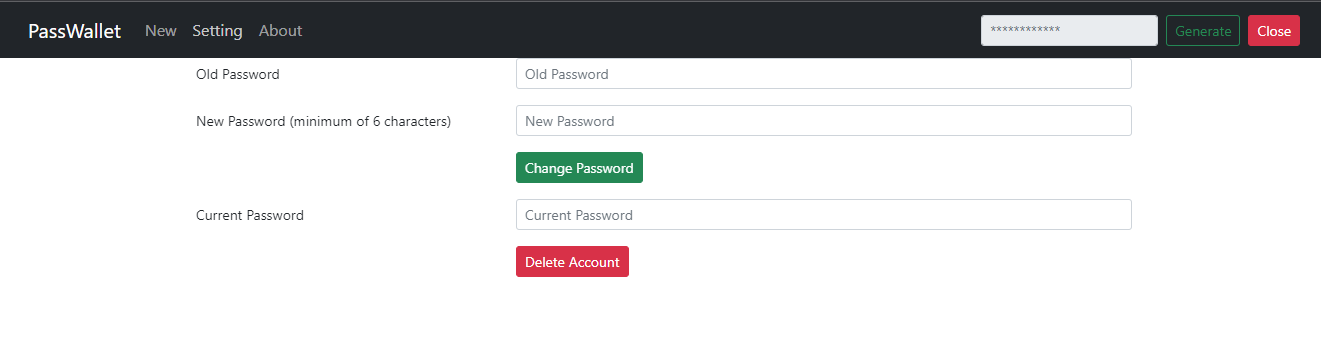 PassWallet New Setting About ************ Generate Close
Old Password Old Password
New Password (minimum of 6 characters) New Password
Change Password
Current Password Current Password
Delete Account